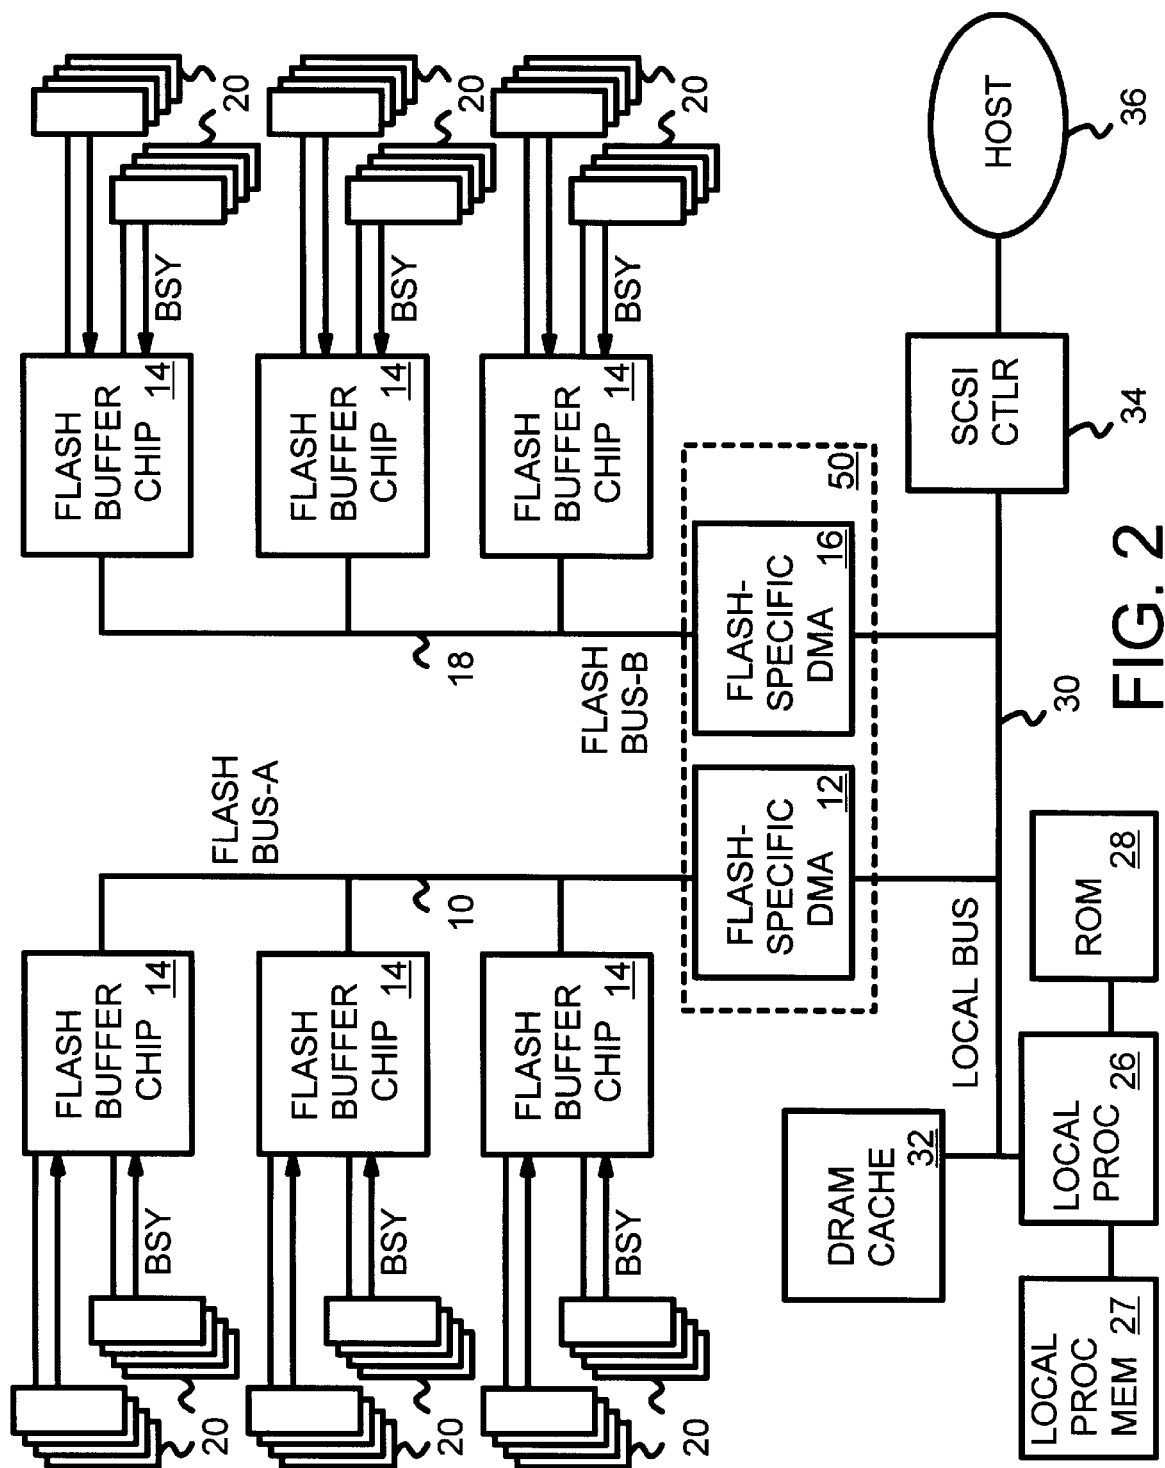 20
20
FLASH
BUFFER
CHIP 14
BSY
FLASH
BUFFER
CHIP 14
BSY
20
20
20
20
FLASH
BUFFER
CHIP 14
BSY
FLASH
BUFFER
CHIP 14
BSY
20
20
20
20
FLASH
BUFFER
CHIP 14
BSY
FLASH
BUFFER
CHIP 14
BSY
20
20
FLASH
BUS-A
10
18
FLASH
BUS-B
FLASH-
SPECIFIC
DMA 12
FLASH-
SPECIFIC
DMA 16
50
DRAM
CACHE
32
LOCAL BUS
30
SCSI
CTLR
34
HOST
36
LOCAL
PROC
MEM 27
LOCAL
PROC 26
ROM
28
FIG. 2